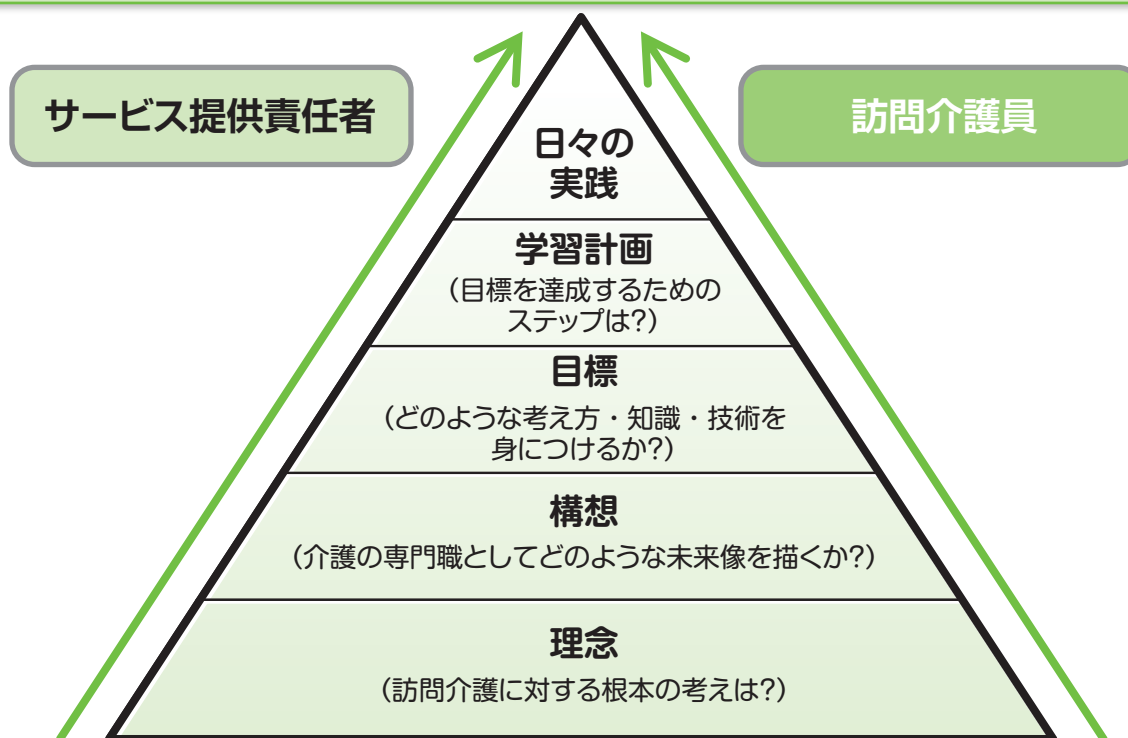 サービス提供責任者
訪問介護員
日々の
実践
学習計画
（目標を達成するための
ステップは?）
目標
（どのような考え方・知識・技術を
身につけるか?）
構想
（介護の専門職としてどのような未来像を描くか?）
理念
（訪問介護に対する根本の考えは?）